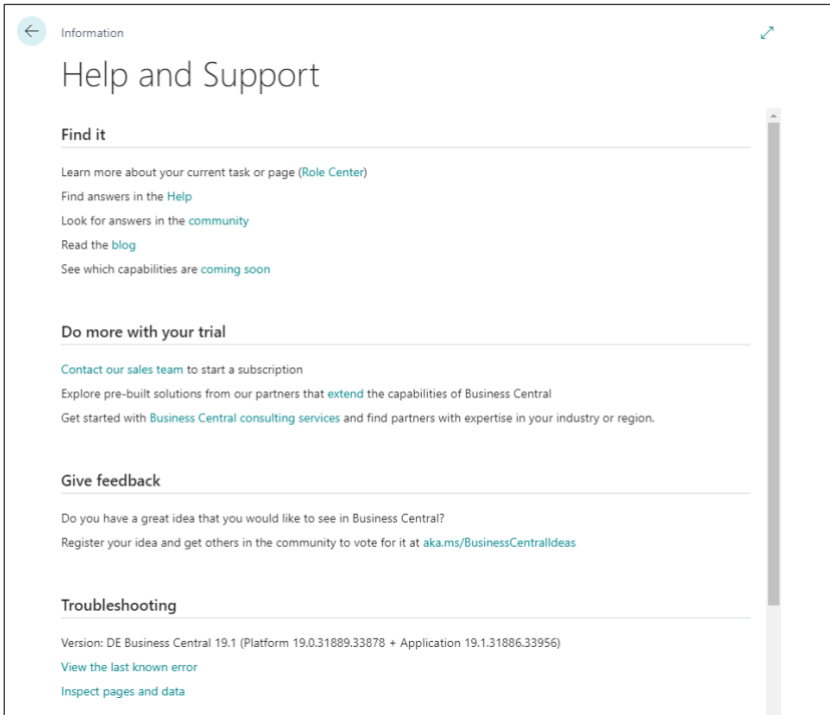 Information
Help and Support
Find it
Learn more about your current task or page (Role Center)
Find answers in the Help
Look for answers in the community
Read the blog
See which capabilities are coming soon
Do more with your trial
Contact our sales team to start a subscription
Explore pre-built solutions from our partners that extend the capabilities of Business Central
Get started with Business Central consulting services and find partners with expertise in your industry or region.
Give feedback
Do you have a great idea that you would like to see in Business Central?
Register your idea and get others in the community to vote for it at aka.ms/BusinessCentralIdeas
Troubleshooting
Version: DE Business Central 19.1 (Platform 19.0.31889.33878 + Application 19.1.31886.33956)
View the last known error
Inspect pages and data